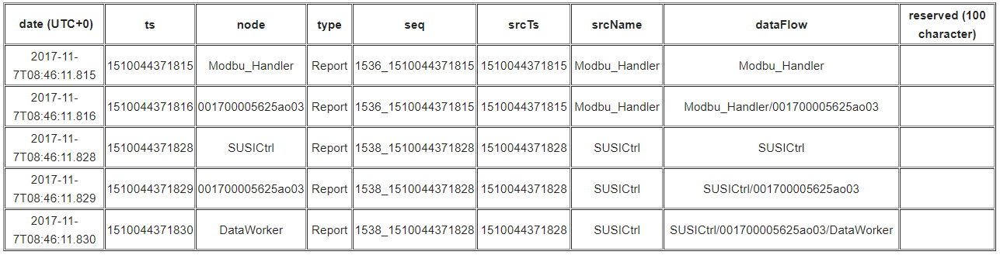 date (UTC+0) ts node type seq srcTs srcName dataFlow reserved (100
character)
2017-11-
7T08:46:11.815 1510044371815 Modbu_Handler Report 1536_1510044371815 1510044371815 Modbu_Handler Modbu_Handler
2017-11-
7T08:46:11.816 1510044371816 001700005625ao03 Report 1536_1510044371815 1510044371815 Modbu_Handler Modbu_Handler/001700005625ao03
2017-11-
7T08:46:11.828 1510044371828 SUSICtrl Report 1538_1510044371828 1510044371828 SUSICtrl SUSICtrl
2017-11-
7T08:46:11.829 1510044371829 001700005625ao03 Report 1538_1510044371828 1510044371828 SUSICtrl SUSICtrl/001700005625ao03
2017-11-
7T08:46:11.830 1510044371830 DataWorker Report 1538_1510044371828 1510044371828 SUSICtrl SUSICtrl/001700005625ao03/DataWorker